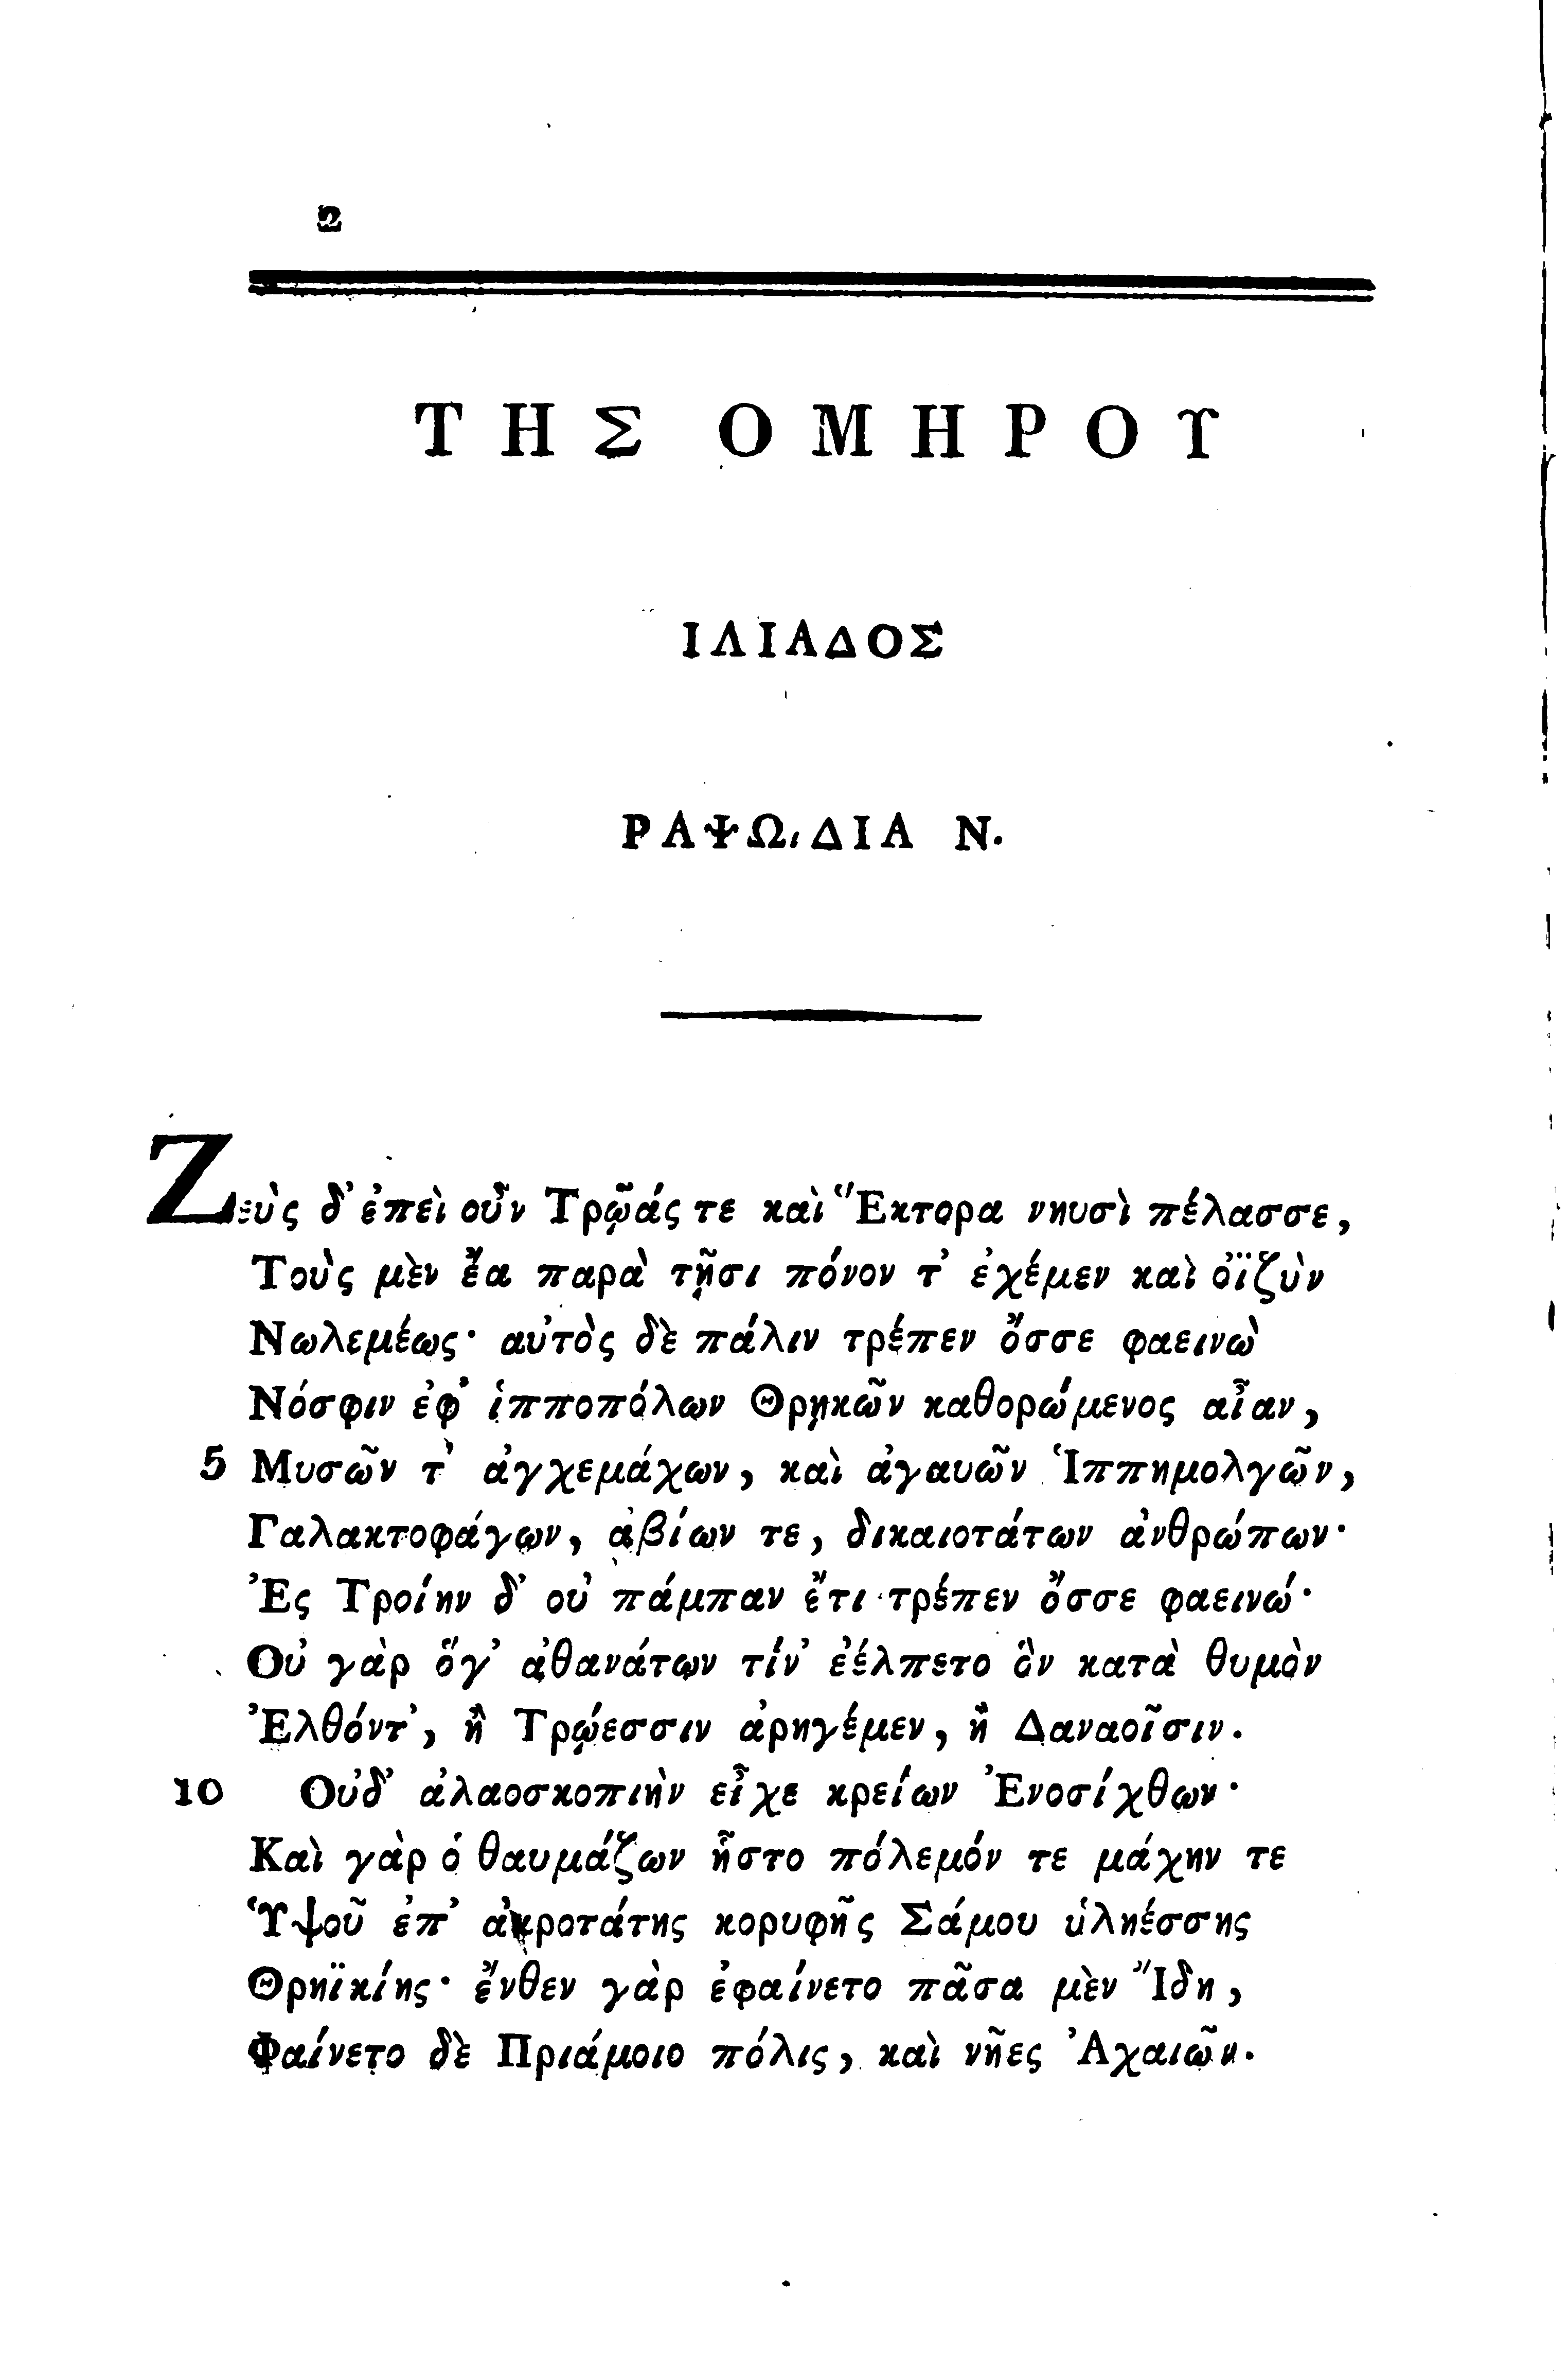 2
ΤΗΣ ΟΜΗΡΟΥ
ΙΛΙΑΔΟΣ
ΡΑΨΩιΔΙΑ Ν.
Ζεὺς δ' ἐπεὶ οὖν Τρῶάς τε καὶ Ἕκτορα νηυσὶ πέλασσε,
Τοὺς μὲν ἔα παρὰ τῇσι πόνον τ' ἐχέμεν καὶ ὀϊζὺν
Νωλεμέως· αὐτὸς δὲ πάλιν τρέπεν ὄσσε φαεινὼ
Νόσφιν ἐφ' ἱπποπόλων Θρῃκῶν καθορώμενος αἶαν,
5 Μυσῶν τ' ἀγχεμάχων, καὶ ἀγαυῶν Ἱππημολγῶν,
Γαλακτοφάγων, ἀβίων τε, δικαιοτάτων ἀνθρώπων·
Ἐς Τροίην δ' οὐ πάμπαν ἔτι τρέπεν ὄσσε φαεινώ·
Οὐ γὰρ ὅγ' ἀθανάτων τίν' ἐέλπετο ὃν κατὰ θυμὸν
Ἐλθόντ', ἢ Τρώεσσιν ἀρηγέμεν, ἢ Δαναοῖσιν.
10 Οὐδ' ἀλαοσκοπιὴν εἶχε κρείων Ἐνοσίχθων·
Καὶ γὰρ ὁ θαυμάζων ἧστο πόλεμόν τε μάχην τε
Ὑψοῦ ἐπ' ἀκροτάτης κορυφῆς Σάμου ὑληέσσης
Θρηϊκίης· ἔνθεν γὰρ ἐφαίνετο πᾶσα μὲν Ἴδη,
Φαίνετο δὲ Πριάμοιο πόλις, καὶ νῆες Ἀχαιῶν.